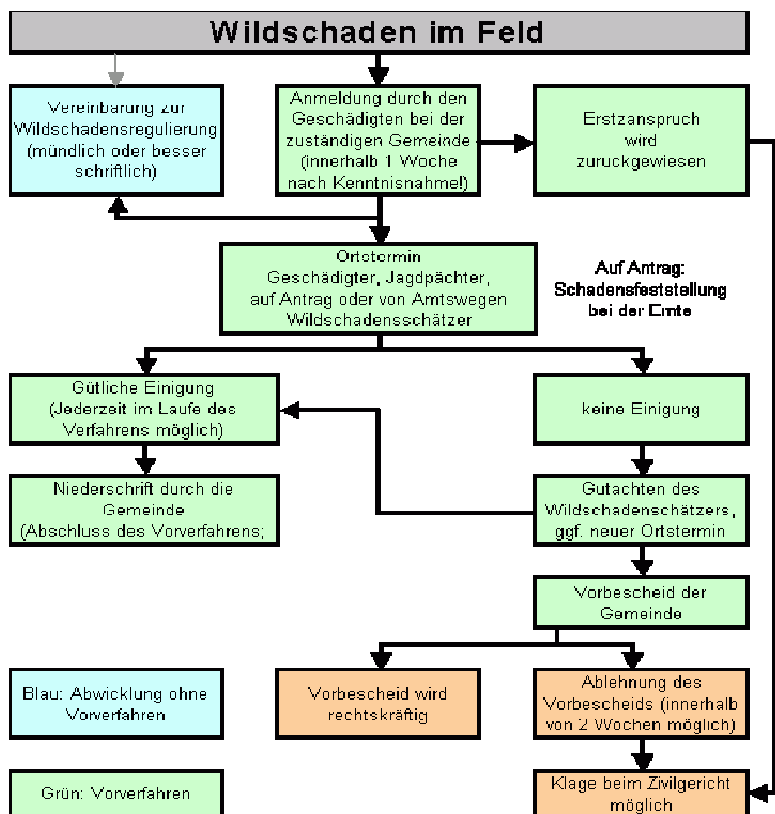 Wildschaden im Feld
Vereinbarung zur
Wildschadensregulierung
(mündlich oder besser
schriftlich)
Anmeldung durch den
Geschädigten bei der
zuständigen Gemeinde
(innerhalb 1 Woche
nach Kenntnisnahme!)
Erstzanspruch
wird
zuruckgewiesen
Ortstermin
Geschädigter, Jagdpächter,
auf Antrag oder von Amtswegen
Wildschadensschätzer
Auf Antrag:
Schadensfeststellung
bei der Ernte
Gütliche Einigung
(Jederzeit im Laufe des
Verfahrens möglich)
keine Einigung
Niederschrift durch die
Gemeinde
(Abschluss des Vorverfahrens;
Gutachten des
Wildschadenschätzers,
ggf. neuer Ortstermin
Vorbescheid der
Gemeinde
Blau: Abwicklung ohne
Vorverfahren
Vorbescheid wird
rechtskräftig
Ablehnung des
Vorbescheids (innerhalb
von 2 Wochen möglich)
Grün: Vorverfahren
Klage beim Zivilgericht
möglich